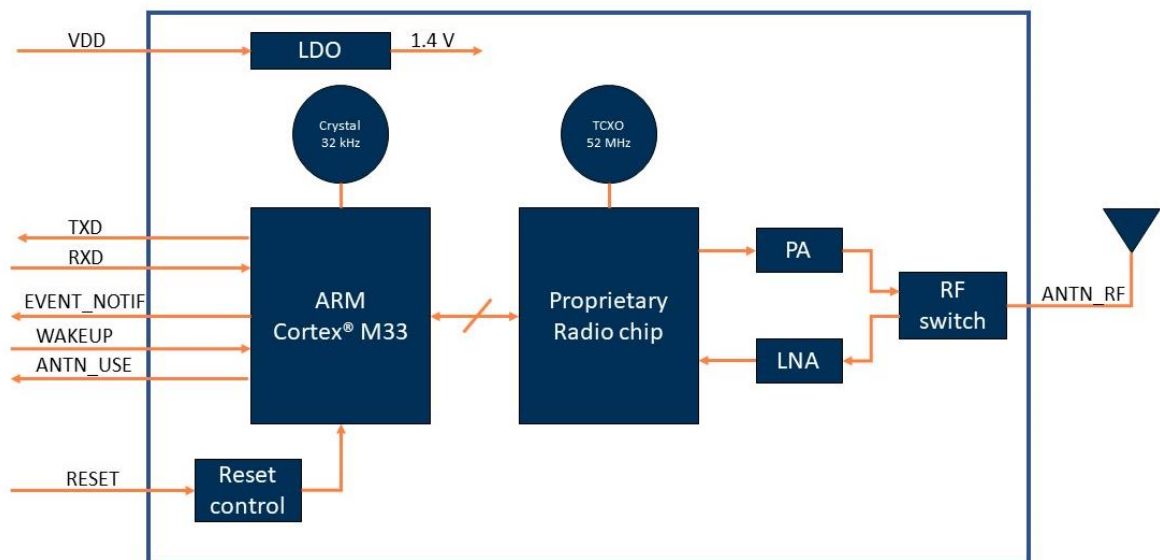 VDD
LDO
1.4 V
Crystal
32 kHz
TCXO
52 MHz
TXD
RXD
EVENT_NOTIF
WAKEUP
ANTN_USE
ARM
Cortex® M33
Proprietary
Radio chip
PA
LNA
RF
switch
ANTN_RF
RESET
Reset
control